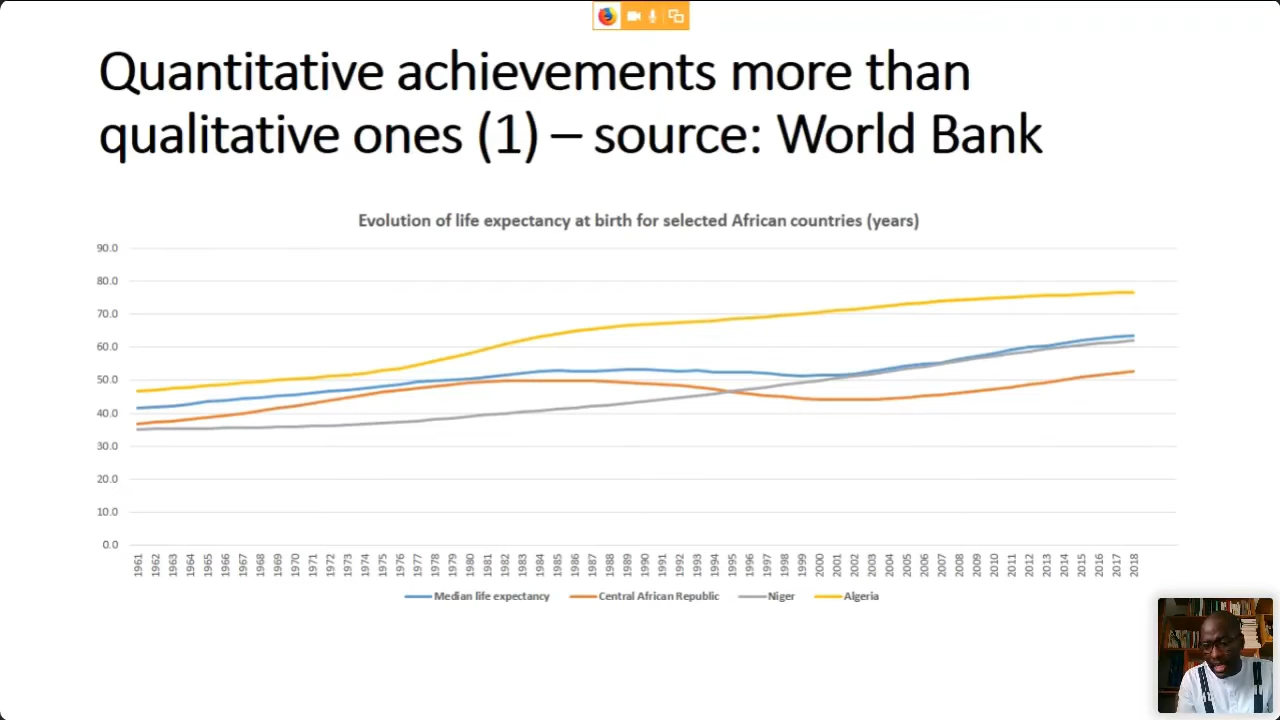 Quantitative achievements more than
qualitative ones (1) – source: World Bank
Evolution of life expectancy at birth for selected African countries (years)
90.0
80.0
70.0
60.0
50.0
40.0
30.0
20.0
10.0
0.0
1961 1962 1963 1964 1965 1966 1967 1968 1969 1970 1971 1972 1973 1974 1975 1976 1977 1978 1979 1980 1981 1982 1983 1984 1985 1986 1987 1988 1989 1990 1991 1992 1993 1994 1995 1996 1997 1998 1999 2000 2001 2002 2003 2004 2005 2006 2007 2008 2009 2010 2011 2012 2013 2014 2015 2016 2017 2018
Median life expectancy Central African Republic Niger Algeria